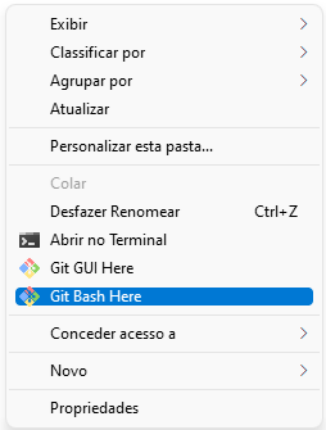 Exibir
Classificar por
Agrupar por
Atualizar
Personalizar esta pasta...
Colar
Desfazer Renomear Ctrl+Z
Abrir no Terminal
Git GUI Here
Git Bash Here
Conceder acesso a
Novo
Propriedades